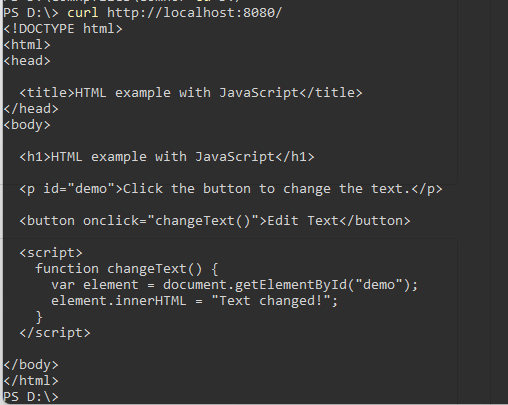 PS D:\> curl http://localhost:8080/
<!DOCTYPE html>
<html>
<head>
  <title>HTML example with JavaScript</title>
</head>
<body>
  <h1>HTML example with JavaScript</h1>
  <p id="demo">Click the button to change the text.</p>
  <button onclick="changeText()">Edit Text</button>
  <script>
    function changeText() {
      var element = document.getElementById("demo");
      element.innerHTML = "Text changed!";
    }
  </script>
</body>
</html>
PS D:\>